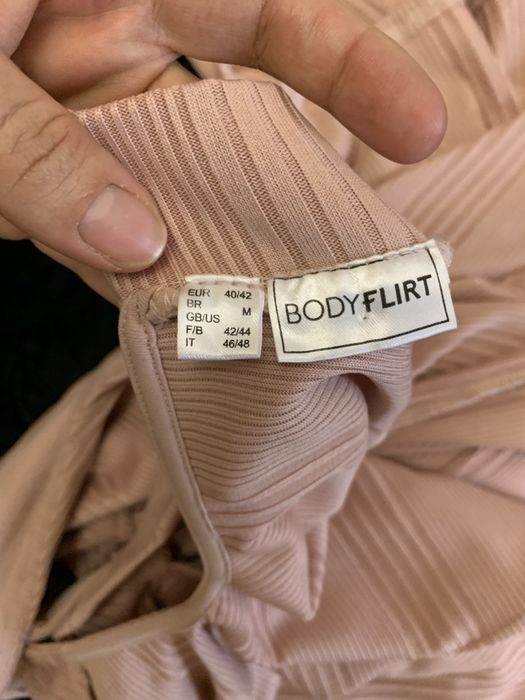 EUR 40/42
BR
GB/US M
F/B 42/44
IT 46/48
BODYFLIRT